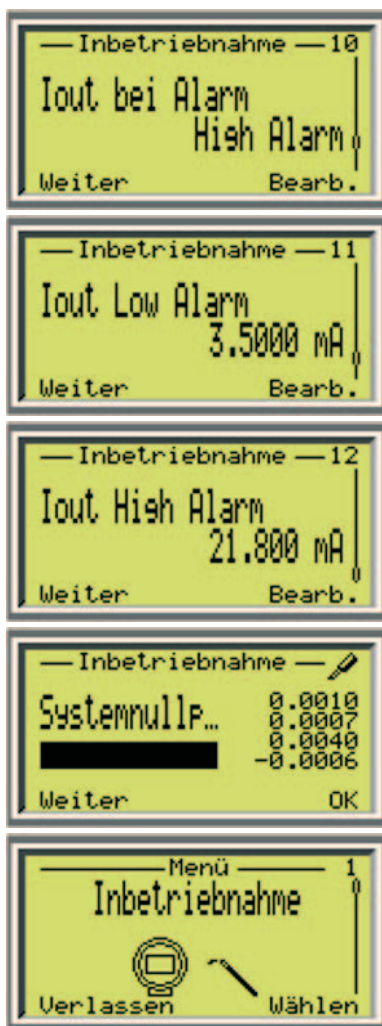 Inbetriebnahme 10
Iout bei Alarm
High Alarm
Weiter Bearb.
Inbetriebnahme 11
Iout Low Alarm
3.5000 mA
Weiter Bearb.
Inbetriebnahme 12
Iout High Alarm
21.800 mA
Weiter Bearb.
Inbetriebnahme
Systemnullp… 0.0010
0.0007
0.0040
-0.0006
Weiter OK
Menü 1
Inbetriebnahme
Verlassen Wählen